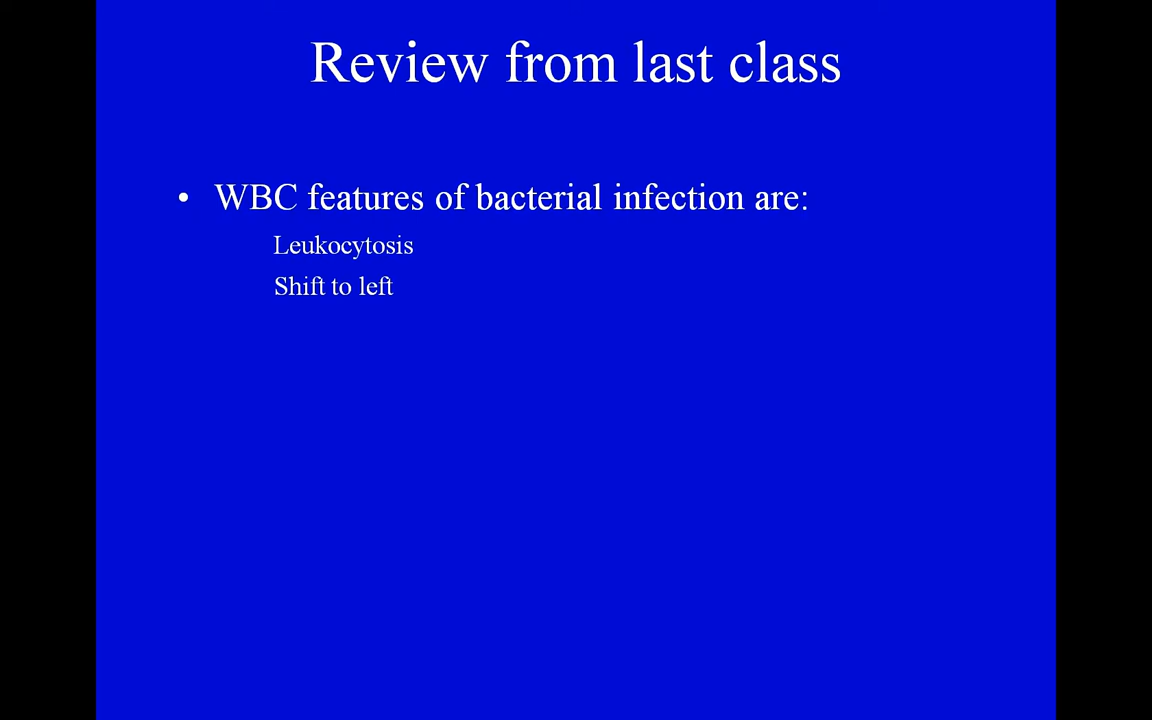 Review from last class
• WBC features of bacterial infection are:
Leukocytosis
Shift to left